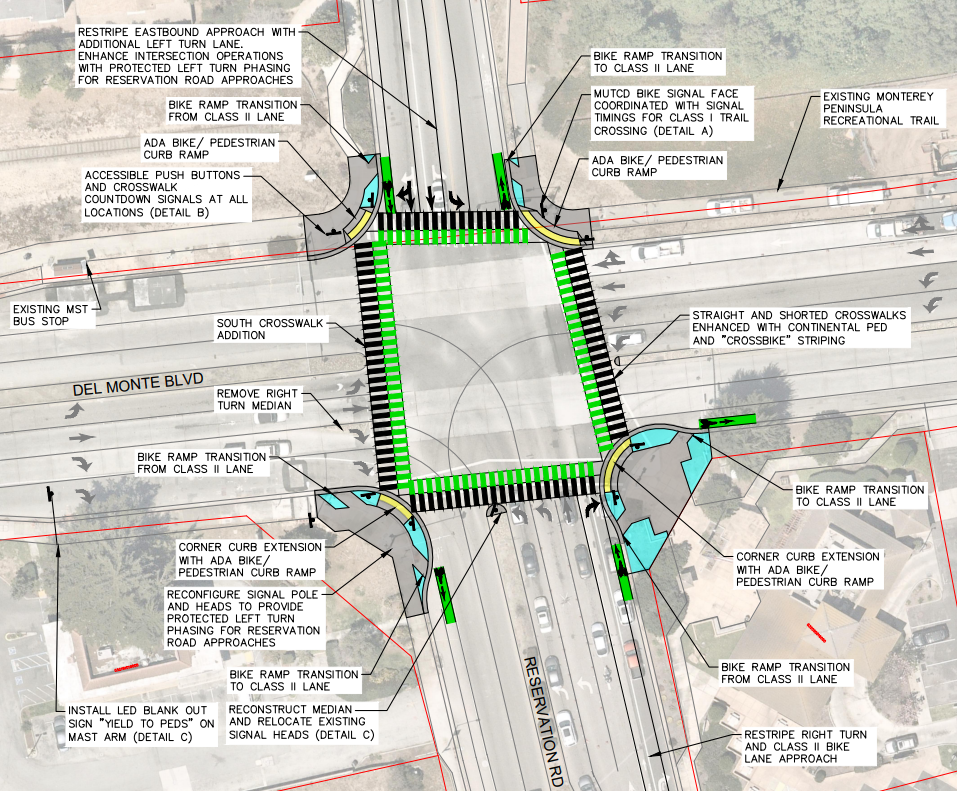 RESTRIPE EASTBOUND APPROACH WITH
ADDITIONAL LEFT TURN LANE.
ENHANCE INTERSECTION OPERATIONS
WITH PROTECTED LEFT TURN PHASING
FOR RESERVATION ROAD APPROACHES
BIKE RAMP TRANSITION
TO CLASS II LANE
MUTCD BIKE SIGNAL FACE
COORDINATED WITH SIGNAL
TIMINGS FOR CLASS I TRAIL
CROSSING (DETAIL A)
EXISTING MONTEREY
PENINSULA
RECREATIONAL TRAIL
BIKE RAMP TRANSITION
FROM CLASS II LANE
ADA BIKE/ PEDESTRIAN
CURB RAMP
ADA BIKE/ PEDESTRIAN
CURB RAMP
ACCESSIBLE PUSH BUTTONS
AND CROSSWALK
COUNTDOWN SIGNALS AT ALL
LOCATIONS (DETAIL B)
EXISTING MST
BUS STOP
SOUTH CROSSWALK
ADDITION
STRAIGHT AND SHORTED CROSSWALKS
ENHANCED WITH CONTINENTAL PED
AND "CROSSBIKE" STRIPING
DEL MONTE BLVD
REMOVE RIGHT
TURN MEDIAN
BIKE RAMP TRANSITION
FROM CLASS II LANE
BIKE RAMP TRANSITION
TO CLASS II LANE
CORNER CURB EXTENSION
WITH ADA BIKE/
PEDESTRIAN CURB RAMP
CORNER CURB EXTENSION
WITH ADA BIKE/
PEDESTRIAN CURB RAMP
RECONFIGURE SIGNAL POLE
AND HEADS TO PROVIDE
PROTECTED LEFT TURN
PHASING FOR RESERVATION
ROAD APPROACHES
BIKE RAMP TRANSITION
TO CLASS II LANE
BIKE RAMP TRANSITION
FROM CLASS II LANE
RESERVATION RD
INSTALL LED BLANK OUT
SIGN "YIELD TO PEDS" ON
MAST ARM (DETAIL C)
RECONSTRUCT MEDIAN
AND RELOCATE EXISTING
SIGNAL HEADS (DETAIL C)
RESTRIPE RIGHT TURN
AND CLASS II BIKE
LANE APPROACH